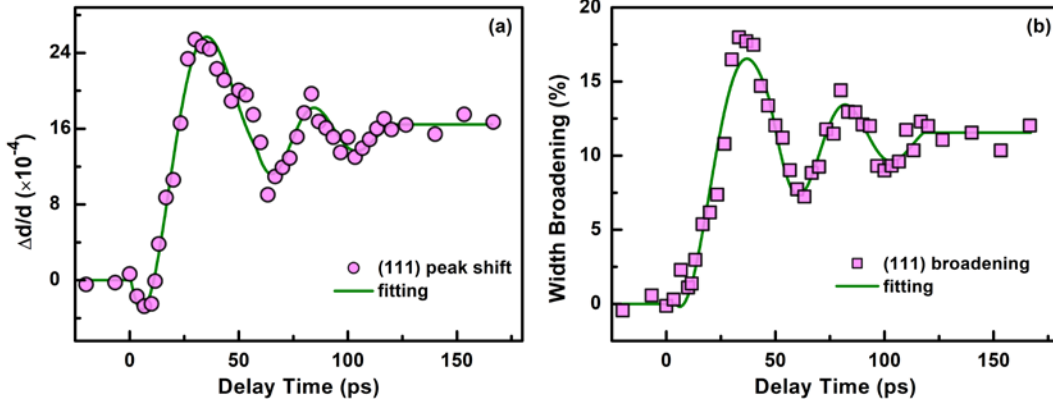 (a)
24
16
8
0
Δd/d (×10⁻⁴)
(111) peak shift
fitting
0
50
100
150
Delay Time (ps)
(b)
20
15
10
5
0
Width Broadening (%)
(111) broadening
fitting
0
50
100
150
Delay Time (ps)